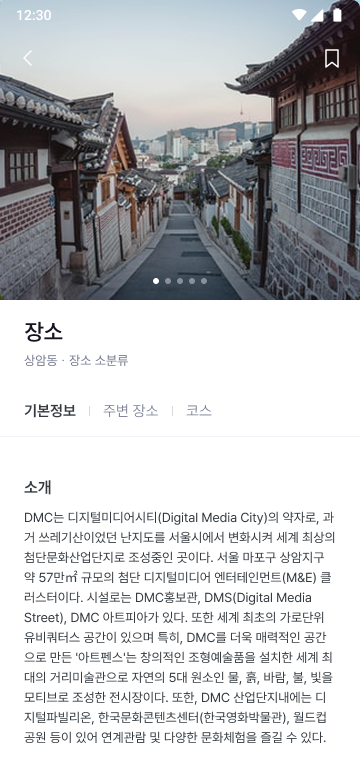 12:30
장소
상암동 · 장소 소분류
기본정보
주변 장소
코스
소개
DMC는 디지털미디어시티(Digital Media City)의 약자로, 과
거 쓰레기산이었던 난지도를 서울시에서 변화시켜 세계 최상의
첨단문화산업단지로 조성중인 곳이다. 서울 마포구 상암지구
약 57만㎡ 규모의 첨단 디지털미디어 엔터테인먼트(M&E) 클
러스터이다. 시설로는 DMC홍보관, DMS(Digital Media
Street), DMC 아트피아가 있다. 또한 세계 최초의 가로단위
유비쿼터스 공간이 있으며 특히, DMC를 더욱 매력적인 공간
으로 만든 '아트펜스'는 창의적인 조형예술품을 설치한 세계 최
대의 거리미술관으로 자연의 5대 원소인 물, 흙, 바람, 불, 빛을
모티브로 조성한 전시장이다. 또한, DMC 산업단지내에는 디
지털파빌리온, 한국문화콘텐츠센터(한국영화박물관), 월드컵
공원 등이 있어 연계관람 및 다양한 문화체험을 즐길 수 있다.